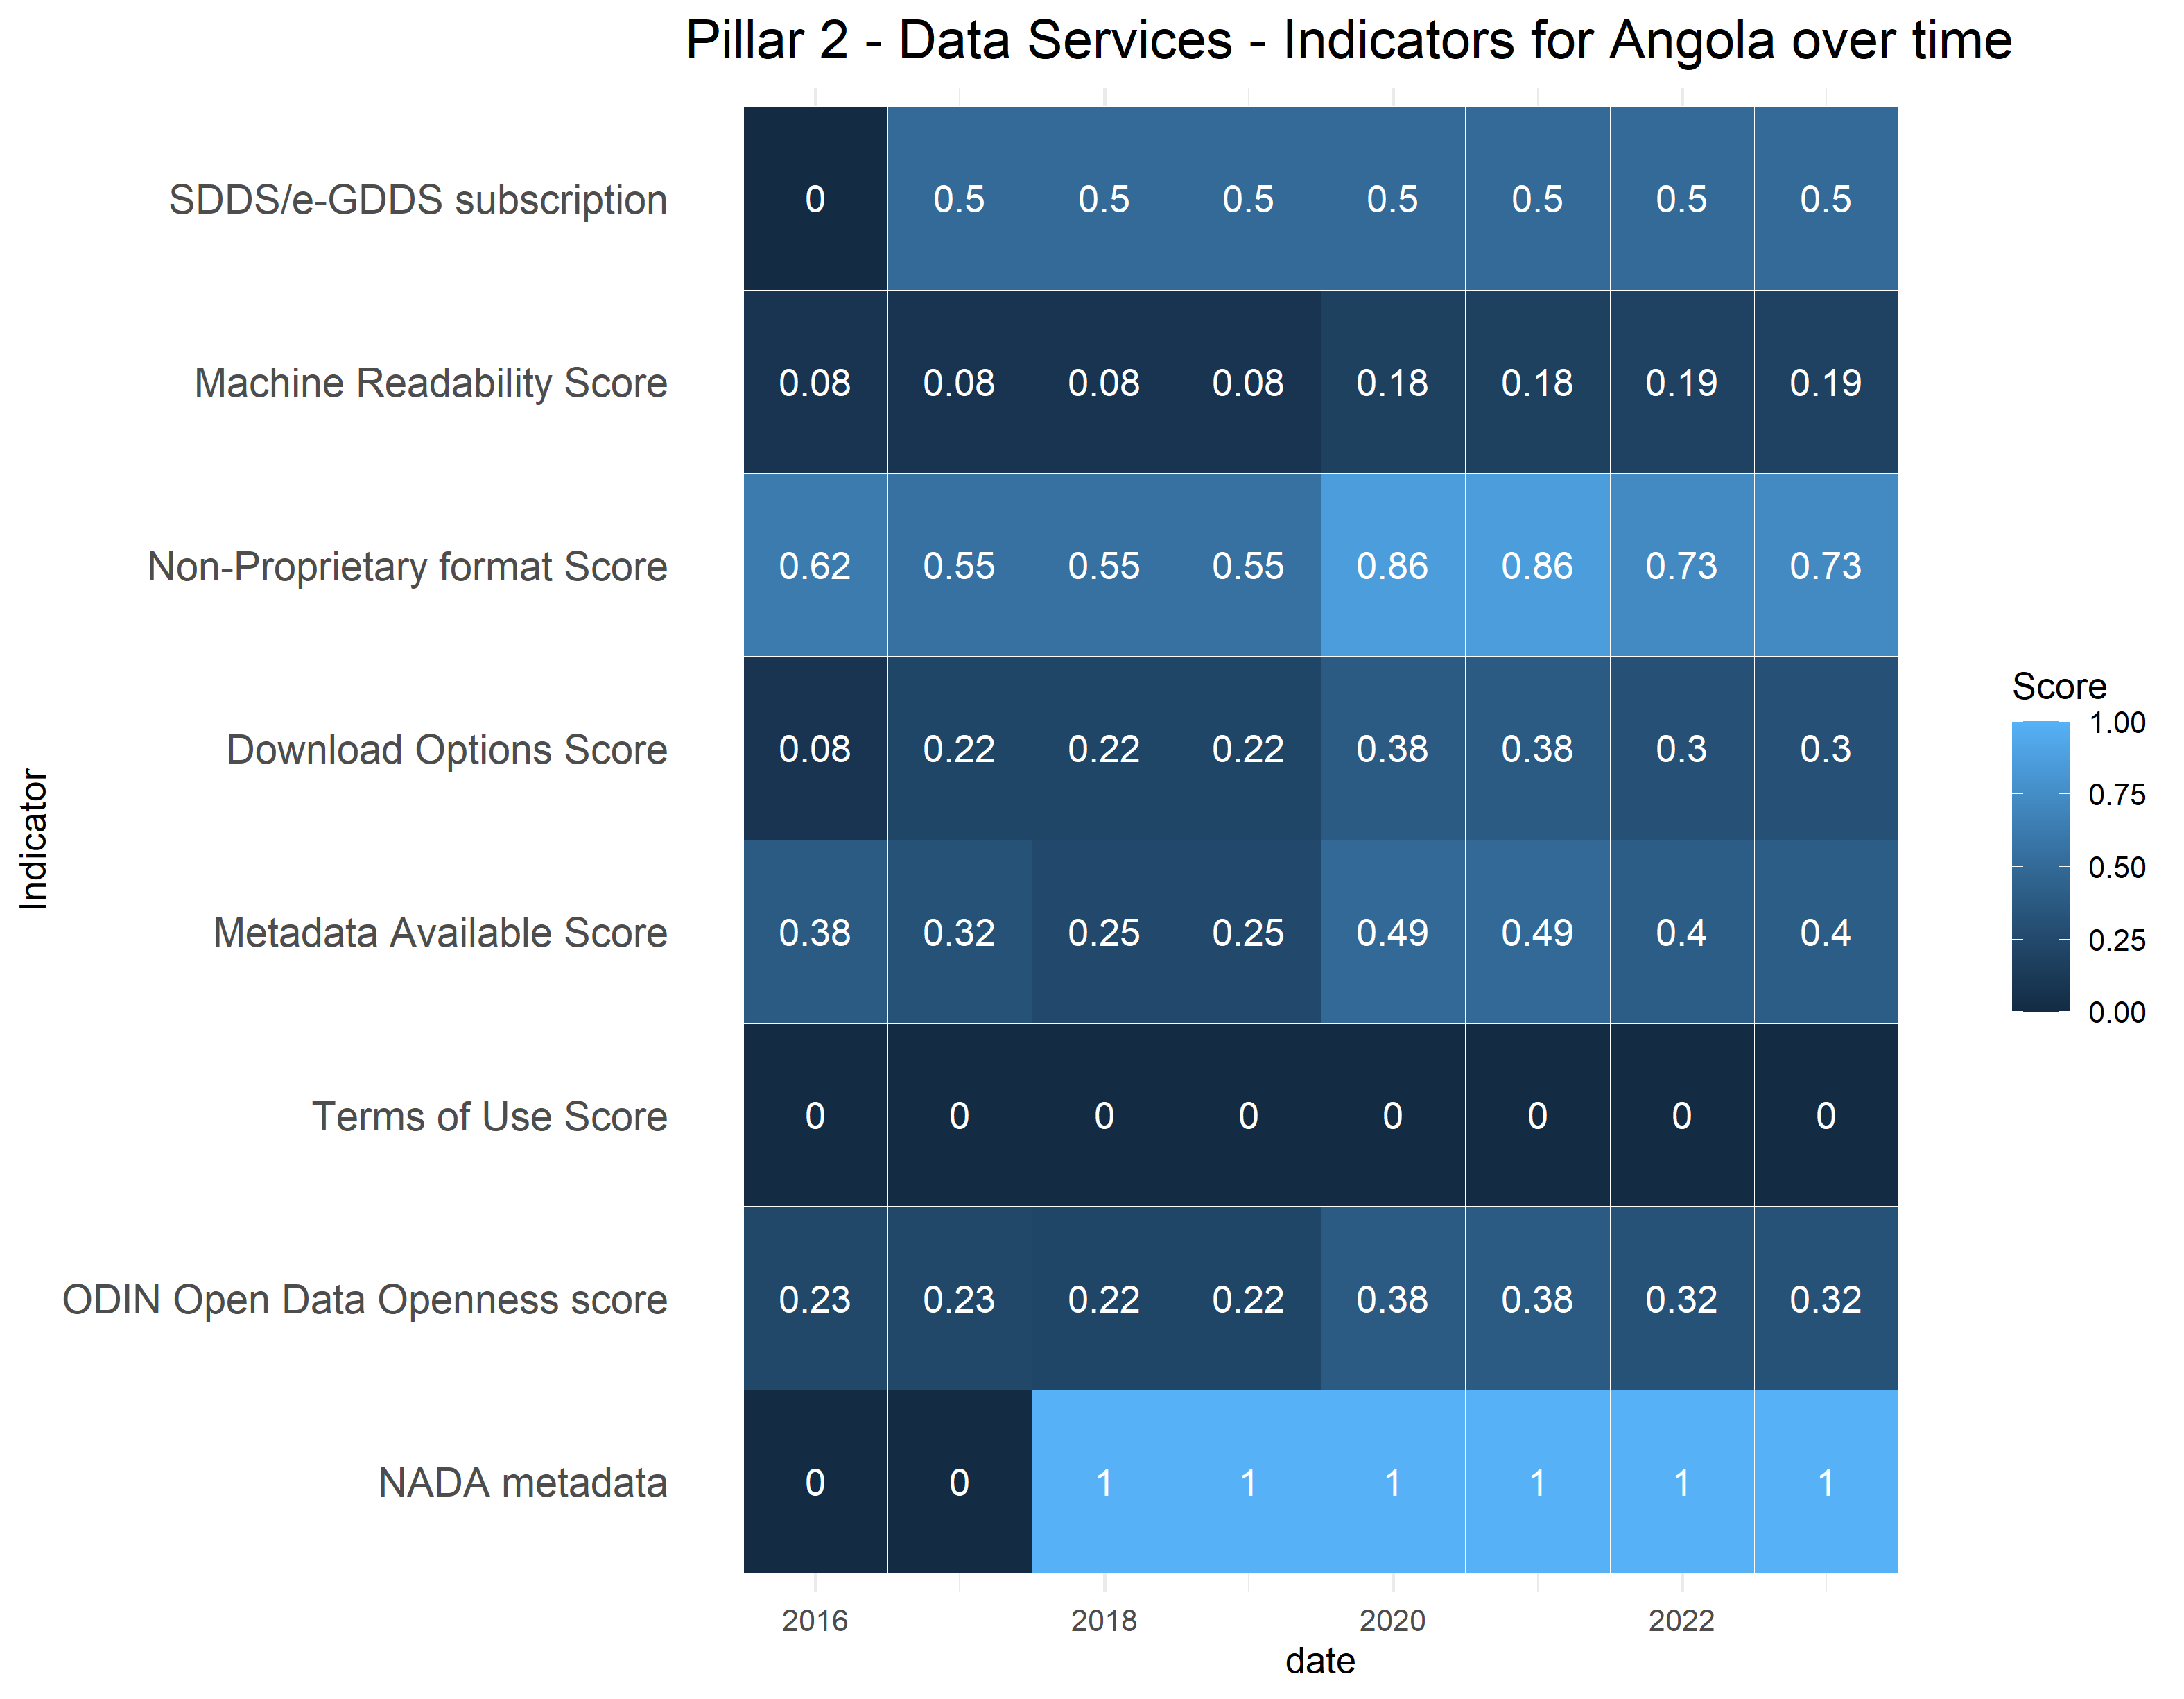 Pillar 2 - Data Services - Indicators for Angola over time
Indicator
SDDS/e-GDDS subscription 0 0.5 0.5 0.5 0.5 0.5 0.5 0.5
Machine Readability Score 0.08 0.08 0.08 0.08 0.18 0.18 0.19 0.19
Non-Proprietary format Score 0.62 0.55 0.55 0.55 0.86 0.86 0.73 0.73
Download Options Score 0.08 0.22 0.22 0.22 0.38 0.38 0.3 0.3
Metadata Available Score 0.38 0.32 0.25 0.25 0.49 0.49 0.4 0.4
Terms of Use Score 0 0 0 0 0 0 0 0
ODIN Open Data Openness score 0.23 0.23 0.22 0.22 0.38 0.38 0.32 0.32
NADA metadata 0 0 1 1 1 1 1 1
2016 2018 2020 2022
date
Score
1.00
0.75
0.50
0.25
0.00